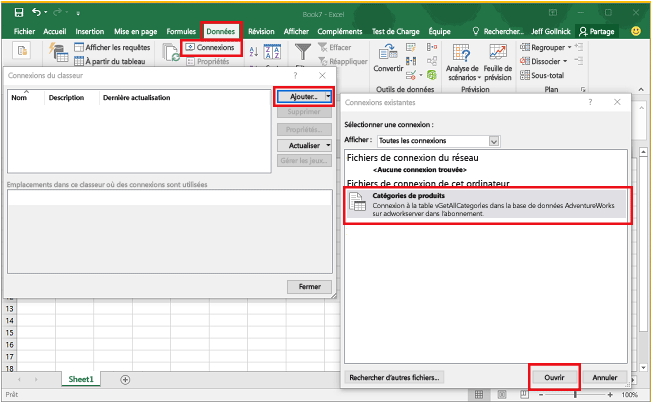 Book7 - Excel
Fichier Accueil Insertion Mise en page Formules Données Révision Afficher Compléments Test de Charge Équipe Rechercher... Jeff Gollnick Partage
Afficher les requêtes
À partir du tableau
Connexions
Propriétés
Effacer
Réappliquer
Convertir
Outils de données
Analyse de scénarios
Feuille de prévision
Prévision
Regrouper
Dissocier
Sous-total
Plan
Connexions du classeur
Nom Description Dernière actualisation
Ajouter...
Supprimer
Propriétés...
Actualiser
Gérer les jeux...
Emplacements dans ce classeur où des connexions sont utilisées
Fermer
Connexions existantes
Sélectionner une connexion :
Afficher : Toutes les connexions
Fichiers de connexion du réseau
<Aucune connexion trouvée>
Fichiers de connexion de cet ordinateur
Catégories de produits
Connexion à la table vGetAllCategories dans la base de données AdventureWorks
sur adworkserver dans l'abonnement.
Rechercher d'autres fichiers...
Ouvrir
Annuler
13
14
15
16
17
18
Sheet1
Prêt
100%